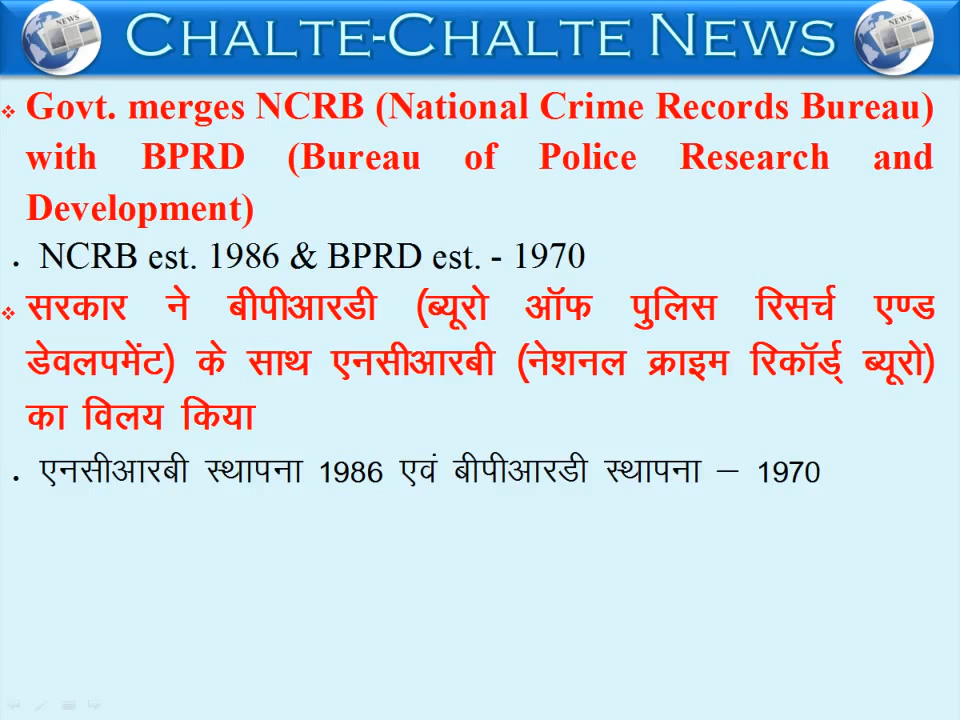 CHALTE-CHALTE NEWS
❖ Govt. merges NCRB (National Crime Records Bureau)
with BPRD (Bureau of Police Research and
Development)
• NCRB est. 1986 & BPRD est. - 1970
❖ सरकार ने बीपीआरडी (ब्यूरो ऑफ पुलिस रिसर्च एण्ड
डेवलपमेंट) के साथ एनसीआरबी (नेशनल क्राइम रिकॉर्ड् ब्यूरो)
का विलय किया
• एनसीआरबी स्थापना 1986 एवं बीपीआरडी स्थापना – 1970